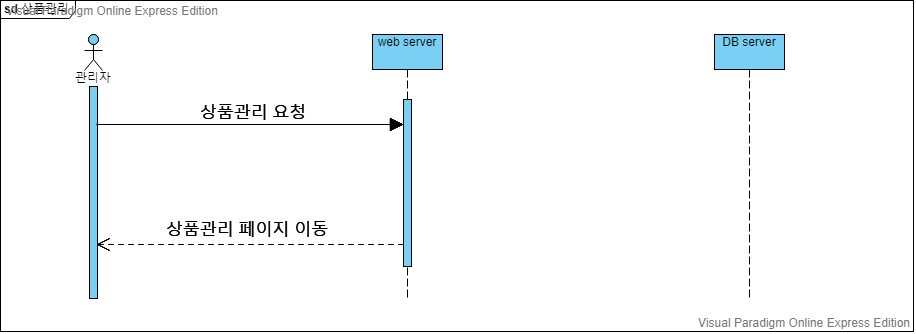 sd 상품관리
Visual Paradigm Online Express Edition
관리자
web server
DB server
상품관리 요청
상품관리 페이지 이동
Visual Paradigm Online Express Edition